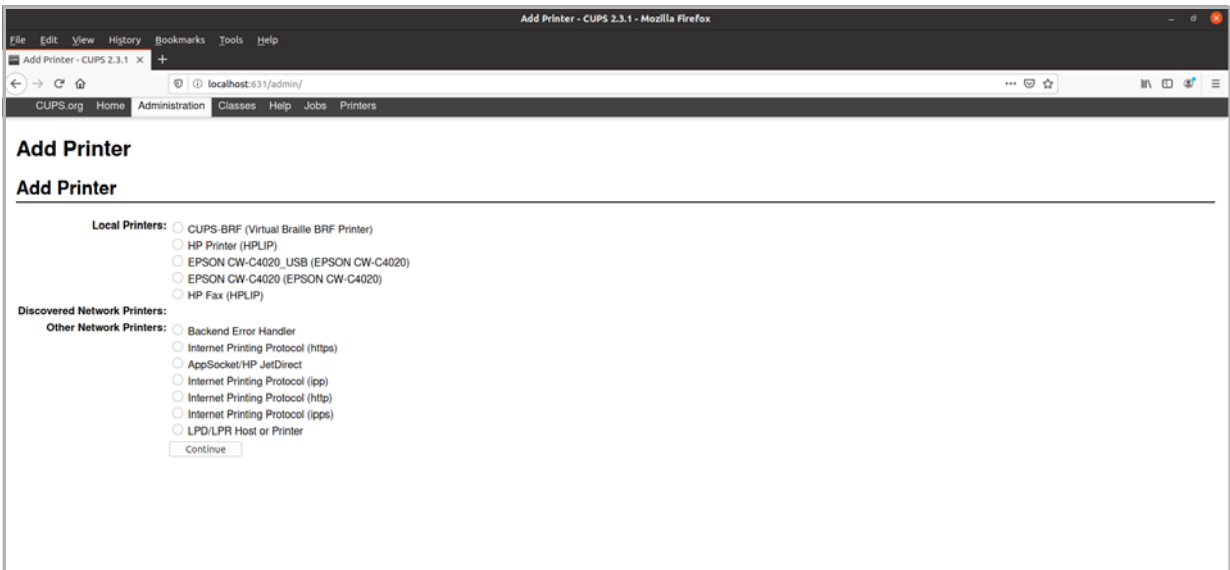 Add Printer - CUPS 2.3.1 - Mozilla Firefox
File Edit View History Bookmarks Tools Help
Add Printer - CUPS 2.3.1
localhost:631/admin/
CUPS.org Home Administration Classes Help Jobs Printers
Add Printer
Add Printer
Local Printers: CUPS-BRF (Virtual Braille BRF Printer)
HP Printer (HPLIP)
EPSON CW-C4020_USB (EPSON CW-C4020)
EPSON CW-C4020 (EPSON CW-C4020)
HP Fax (HPLIP)
Discovered Network Printers:
Other Network Printers: Backend Error Handler
Internet Printing Protocol (https)
AppSocket/HP JetDirect
Internet Printing Protocol (ipp)
Internet Printing Protocol (http)
Internet Printing Protocol (ipps)
LPD/LPR Host or Printer
Continue